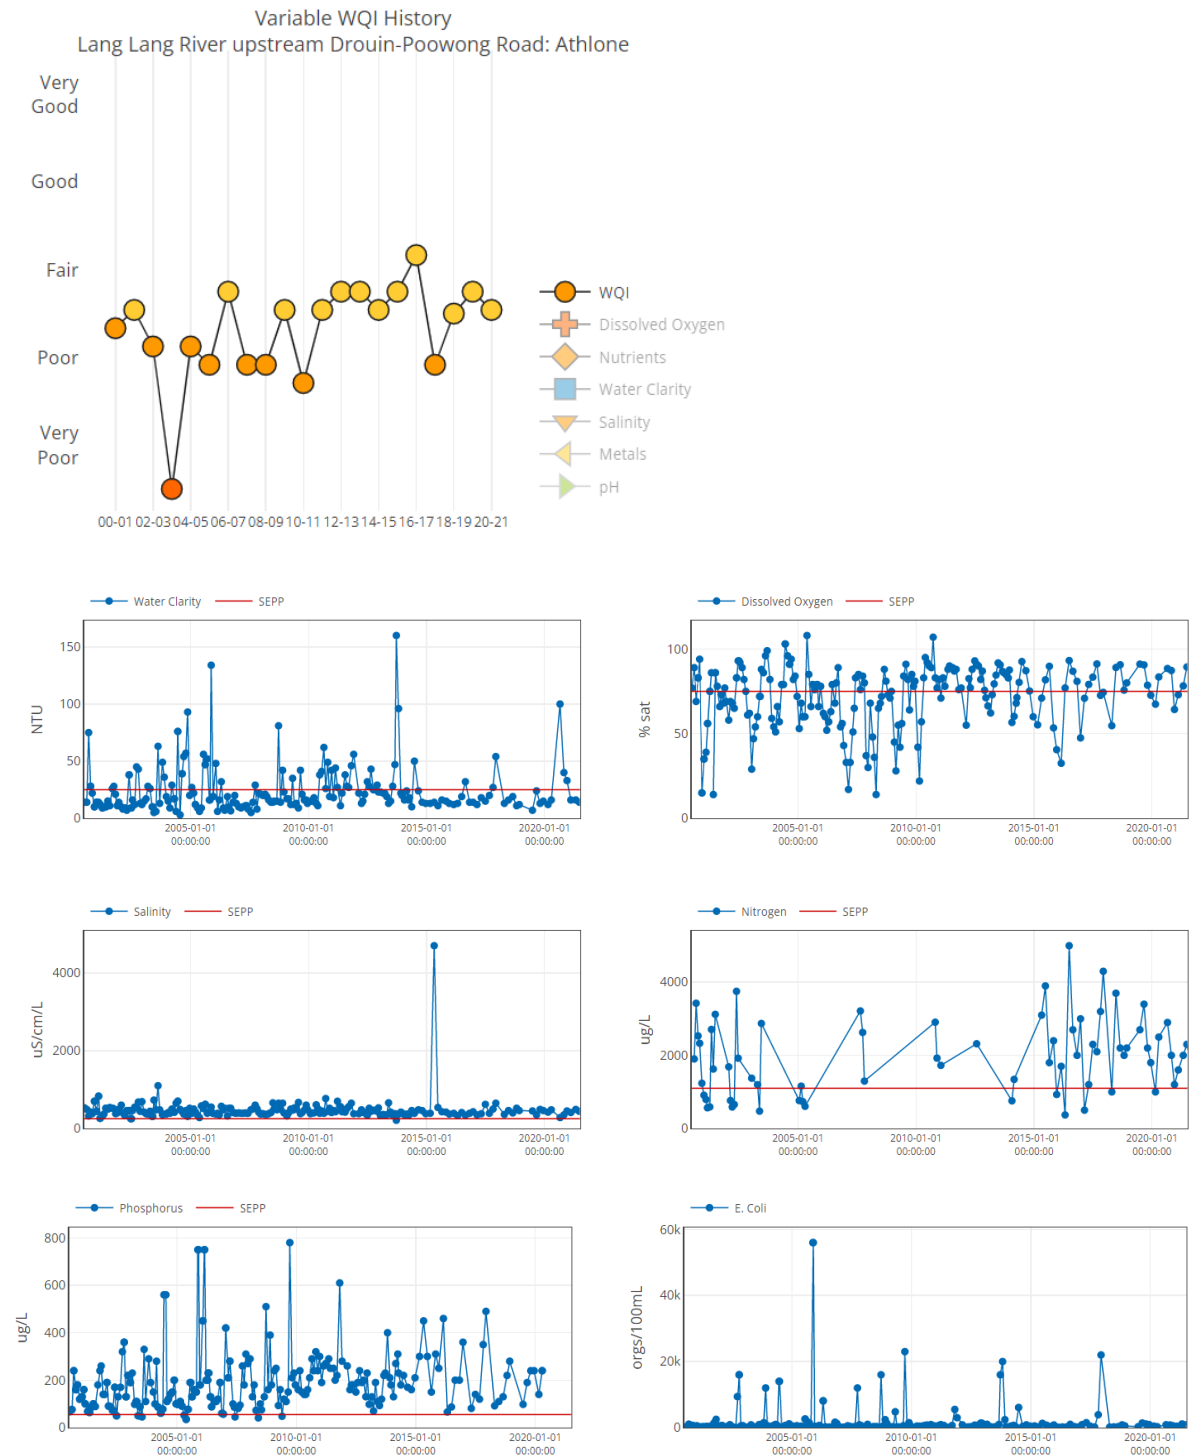 Variable WQI History
Lang Lang River upstream Drouin-Poowong Road: Athlone
Very
Good
Good
Fair
Poor
Very
Poor
WQI
Dissolved Oxygen
Nutrients
Water Clarity
Salinity
Metals
pH
00-01 02-03 04-05 06-07 08-09 10-11 12-13 14-15 16-17 18-19 20-21
Water Clarity SEPP
NTU
150
100
50
0
2005-01-01 2010-01-01 2015-01-01 2020-01-01
00:00:00 00:00:00 00:00:00 00:00:00
Dissolved Oxygen SEPP
% sat
100
50
0
2005-01-01 2010-01-01 2015-01-01 2020-01-01
00:00:00 00:00:00 00:00:00 00:00:00
Salinity SEPP
uS/cm/L
4000
2000
0
2005-01-01 2010-01-01 2015-01-01 2020-01-01
00:00:00 00:00:00 00:00:00 00:00:00
Nitrogen SEPP
ug/L
4000
2000
0
2005-01-01 2010-01-01 2015-01-01 2020-01-01
00:00:00 00:00:00 00:00:00 00:00:00
Phosphorus SEPP
ug/L
800
600
400
200
0
2005-01-01 2010-01-01 2015-01-01 2020-01-01
00:00:00 00:00:00 00:00:00 00:00:00
E. Coli
orgs/100mL
60k
40k
20k
0
2005-01-01 2010-01-01 2015-01-01 2020-01-01
00:00:00 00:00:00 00:00:00 00:00:00